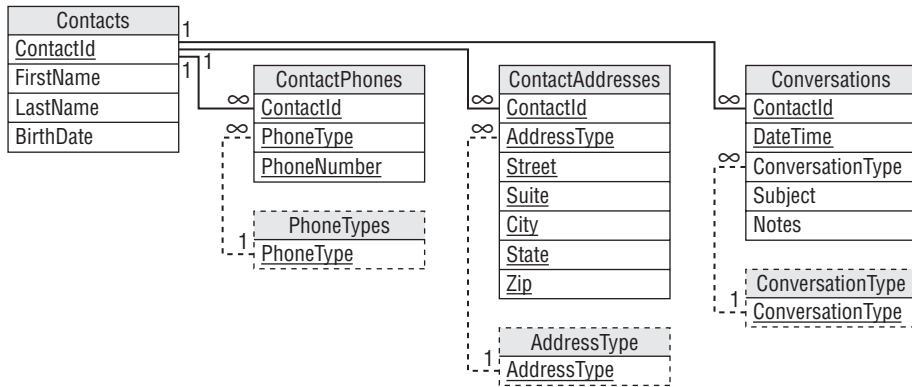 Contacts
ContactId
FirstName
LastName
BirthDate
1
1
1
ContactPhones
∞ ContactId
∞ PhoneType
PhoneNumber
PhoneTypes
1 PhoneType
ContactAddresses
∞ ContactId
∞ AddressType
Street
Suite
City
State
Zip
AddressType
1 AddressType
Conversations
∞ ContactId
DateTime
∞ ConversationType
Subject
Notes
ConversationType
1 ConversationType